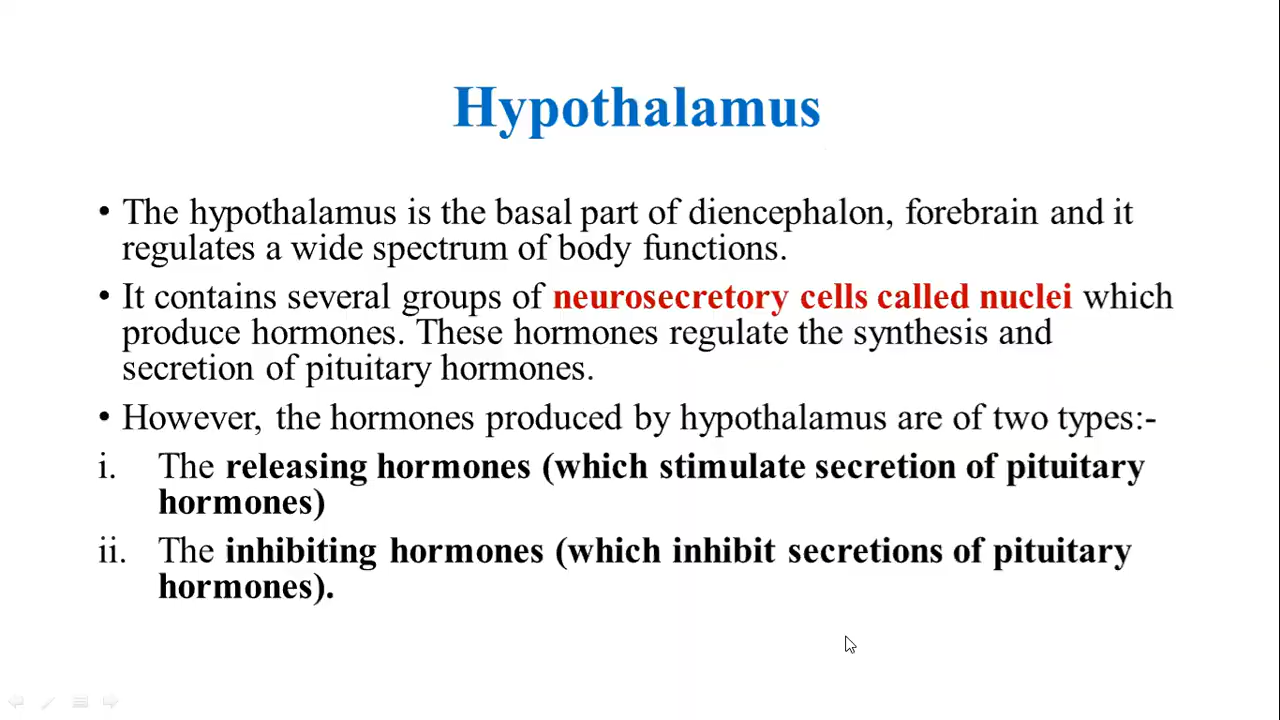 Hypothalamus
• The hypothalamus is the basal part of diencephalon, forebrain and it
regulates a wide spectrum of body functions.
• It contains several groups of neurosecretory cells called nuclei which
produce hormones. These hormones regulate the synthesis and
secretion of pituitary hormones.
• However, the hormones produced by hypothalamus are of two types:-
i. The releasing hormones (which stimulate secretion of pituitary
hormones)
ii. The inhibiting hormones (which inhibit secretions of pituitary
hormones).